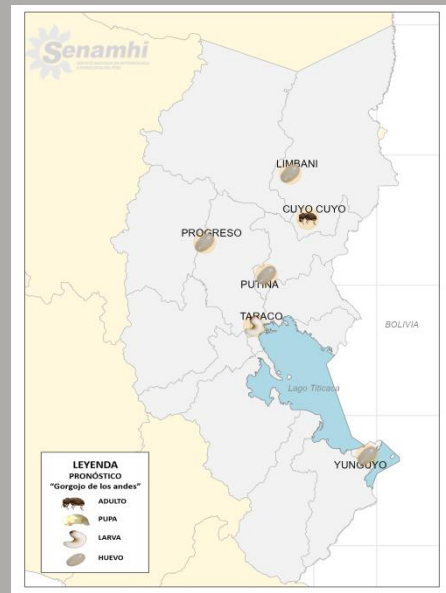 Senamhi
LIMBANI
CUYO CUYO
PROGRESO
PUTINA
TARACO
BOLIVIA
Lago Titicaca
YUNGUYO
LEYENDA
PRONÓSTICO
"Gorgojo de los andes"
ADULTO
PUPA
LARVA
HUEVO